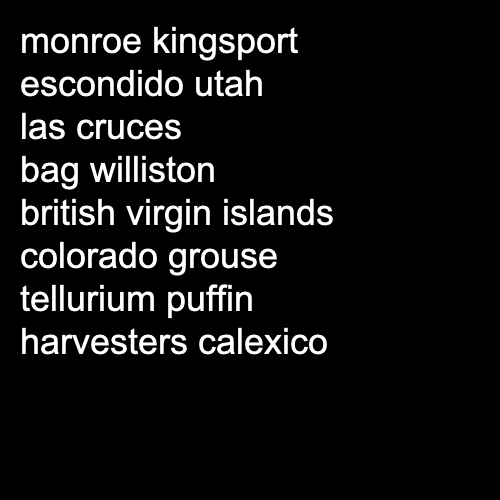 monroe kingsport
escondido utah
las cruces
bag williston
british virgin islands
colorado grouse
tellurium puffin
harvesters calexico